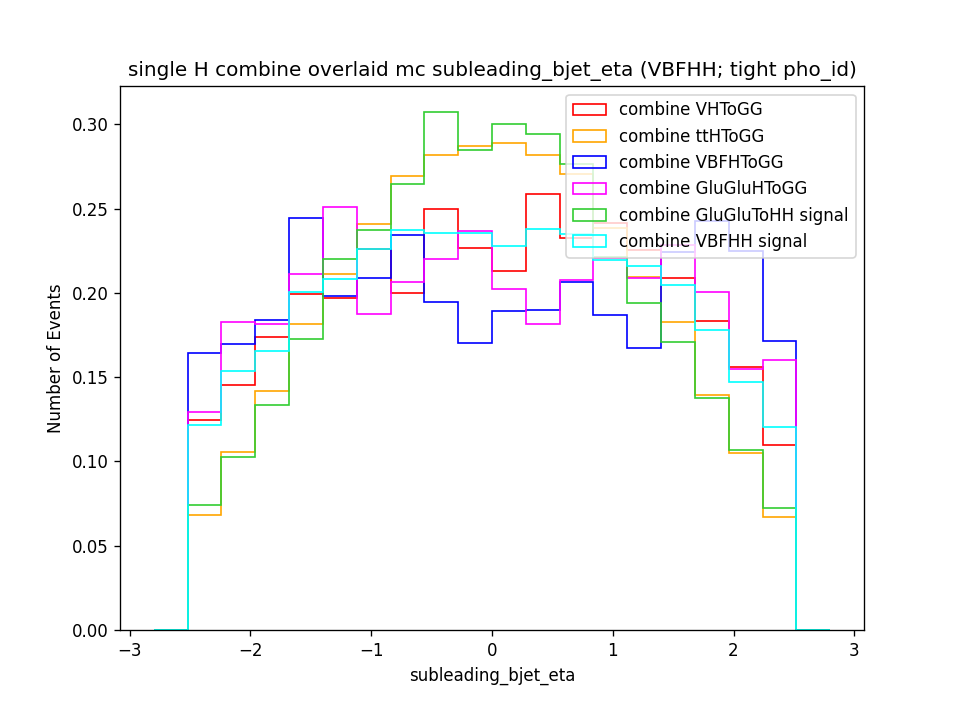 single H combine overlaid mc subleading_bjet_eta (VBFHH; tight pho_id)
combine VHToGG
combine ttHToGG
combine VBFHToGG
combine GluGluHToGG
combine GluGluToHH signal
combine VBFHH signal
Number of Events
0.30
0.25
0.20
0.15
0.10
0.05
0.00
−3
−2
−1
0
1
2
3
subleading_bjet_eta